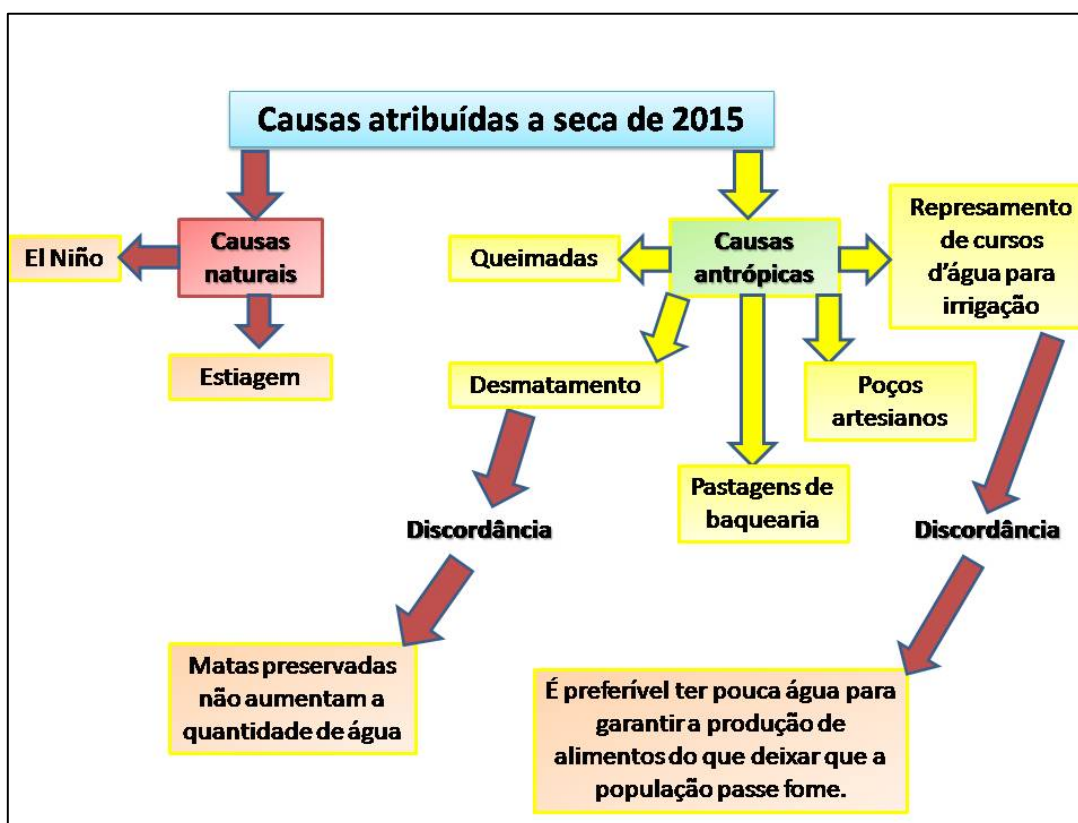 Causas atribuídas a seca de 2015
El Niño
Causas
naturais
Estiagem
Queimadas
Causas
antrópicas
Represamento
de cursos
d'água para
irrigação
Desmatamento
Poços
artesianos
Pastagens de
baquearia
Discordância
Discordância
Matas preservadas
não aumentam a
quantidade de água
É preferível ter pouca água para
garantir a produção de
alimentos do que deixar que a
população passe fome.